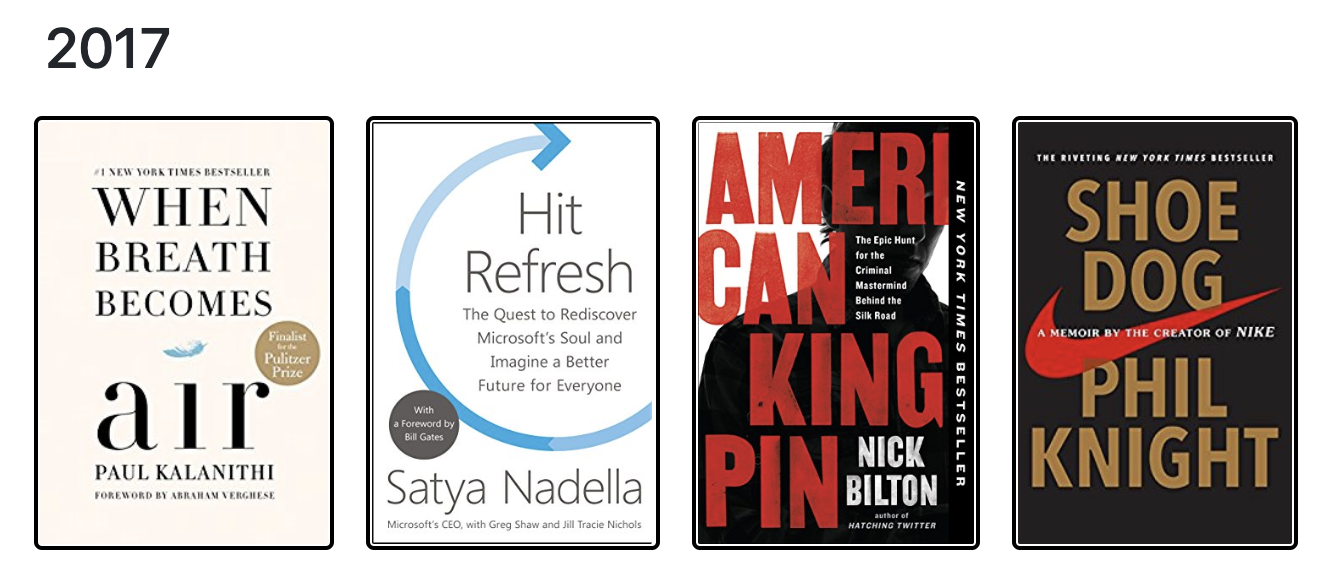 2017
#1 NEW YORK TIMES BESTSELLER
WHEN
BREATH
BECOMES
Finalist
for the
Pulitzer
Prize
air
PAUL KALANITHI
FOREWORD BY ABRAHAM VERGHESE
Hit
Refresh
The Quest to Rediscover
Microsoft's Soul and
Imagine a Better
Future for Everyone
With
a Foreword by
Bill Gates
Satya Nadella
Microsoft's CEO, with Greg Shaw and Jill Tracie Nichols
AMERI
CAN
KING
PIN
The Epic Hunt
for the
Criminal
Mastermind
Behind the
Silk Road
NEW YORK TIMES BESTSELLER
NICK
BILTON
author of
HATCHING TWITTER
THE RIVETING NEW YORK TIMES BESTSELLER
SHOE
DOG
A MEMOIR BY THE CREATOR OF NIKE
PHIL
KNIGHT